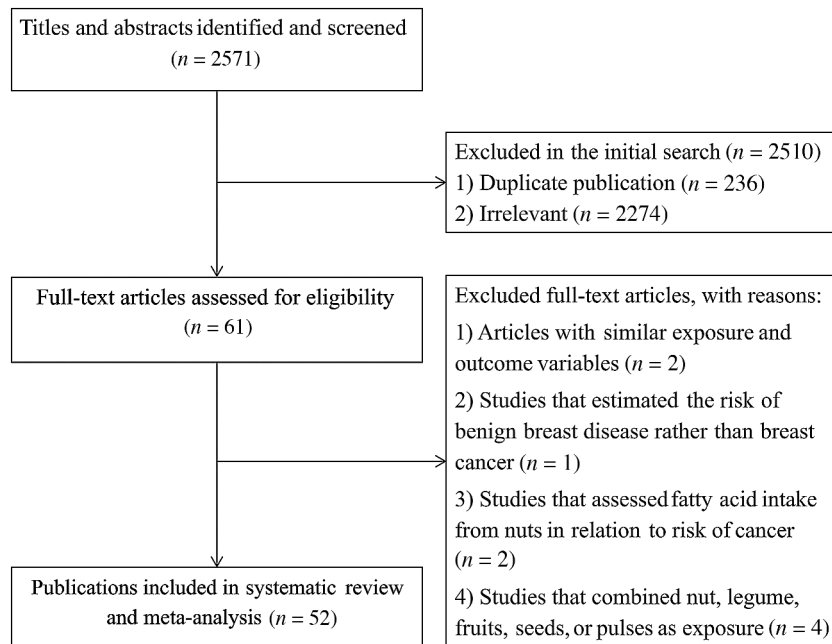 Titles and abstracts identified and screened
(n = 2571)
Excluded in the initial search (n = 2510)
1) Duplicate publication (n = 236)
2) Irrelevant (n = 2274)
Full-text articles assessed for eligibility
(n = 61)
Excluded full-text articles, with reasons:
1) Articles with similar exposure and
outcome variables (n = 2)
2) Studies that estimated the risk of
benign breast disease rather than breast
cancer (n = 1)
3) Studies that assessed fatty acid intake
from nuts in relation to risk of cancer
(n = 2)
4) Studies that combined nut, legume,
fruits, seeds, or pulses as exposure (n = 4)
Publications included in systematic review
and meta-analysis (n = 52)